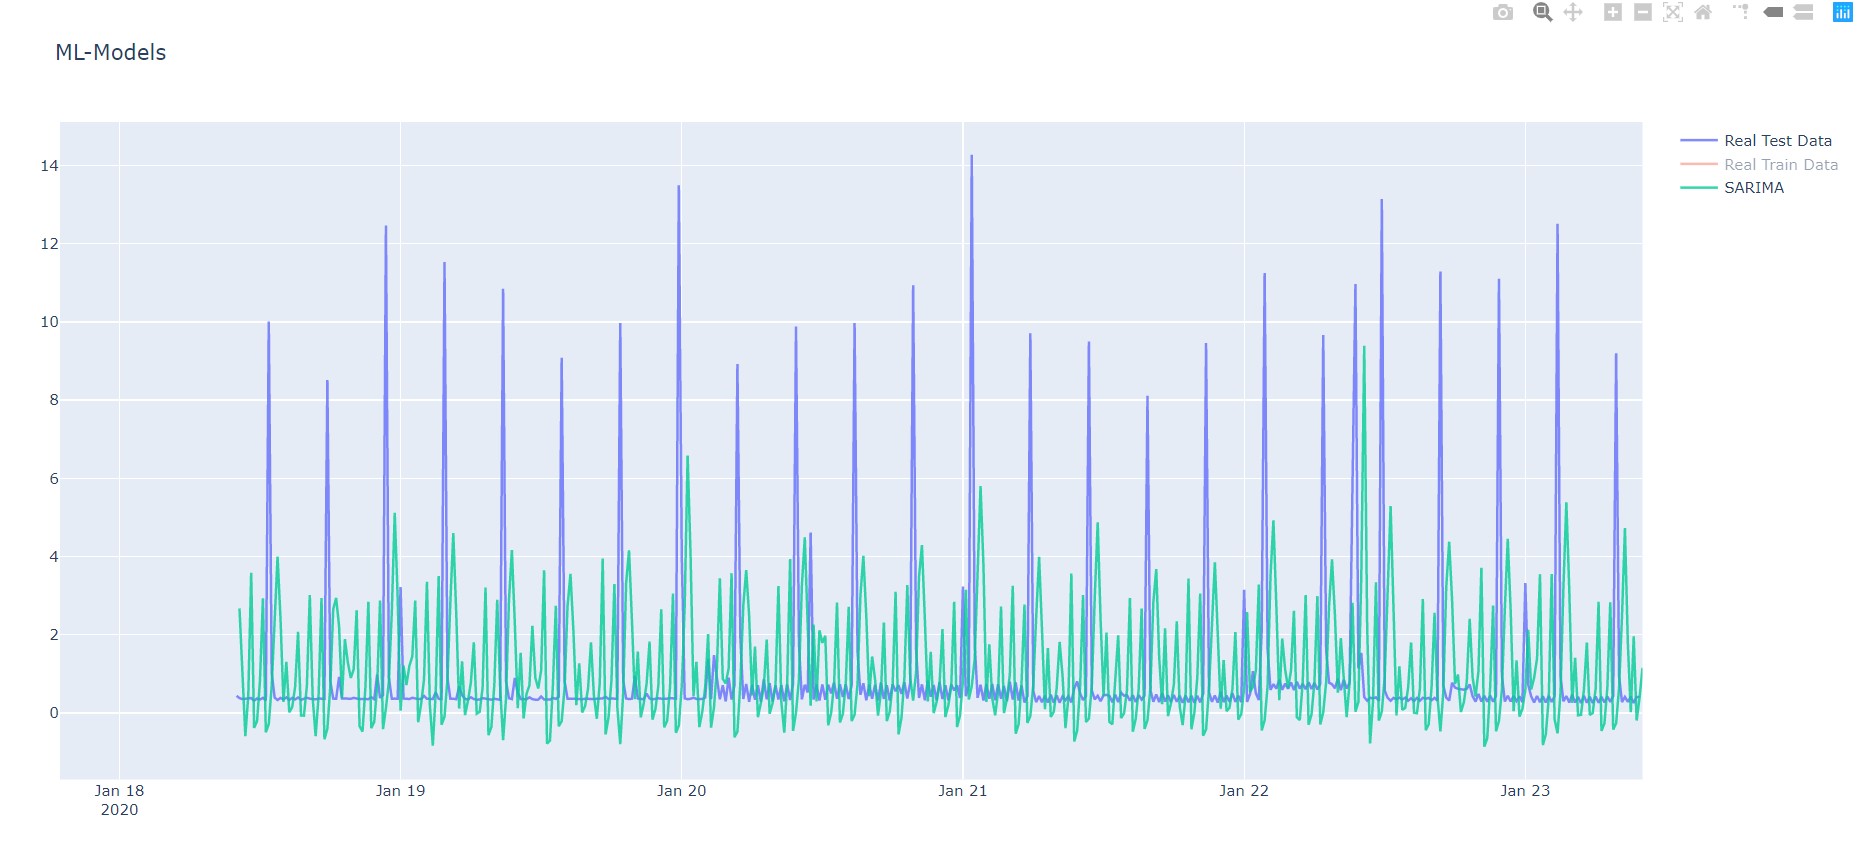 ML-Models
Real Test Data
Real Train Data
SARIMA
14
12
10
8
6
4
2
0
Jan 18
2020
Jan 19
Jan 20
Jan 21
Jan 22
Jan 23